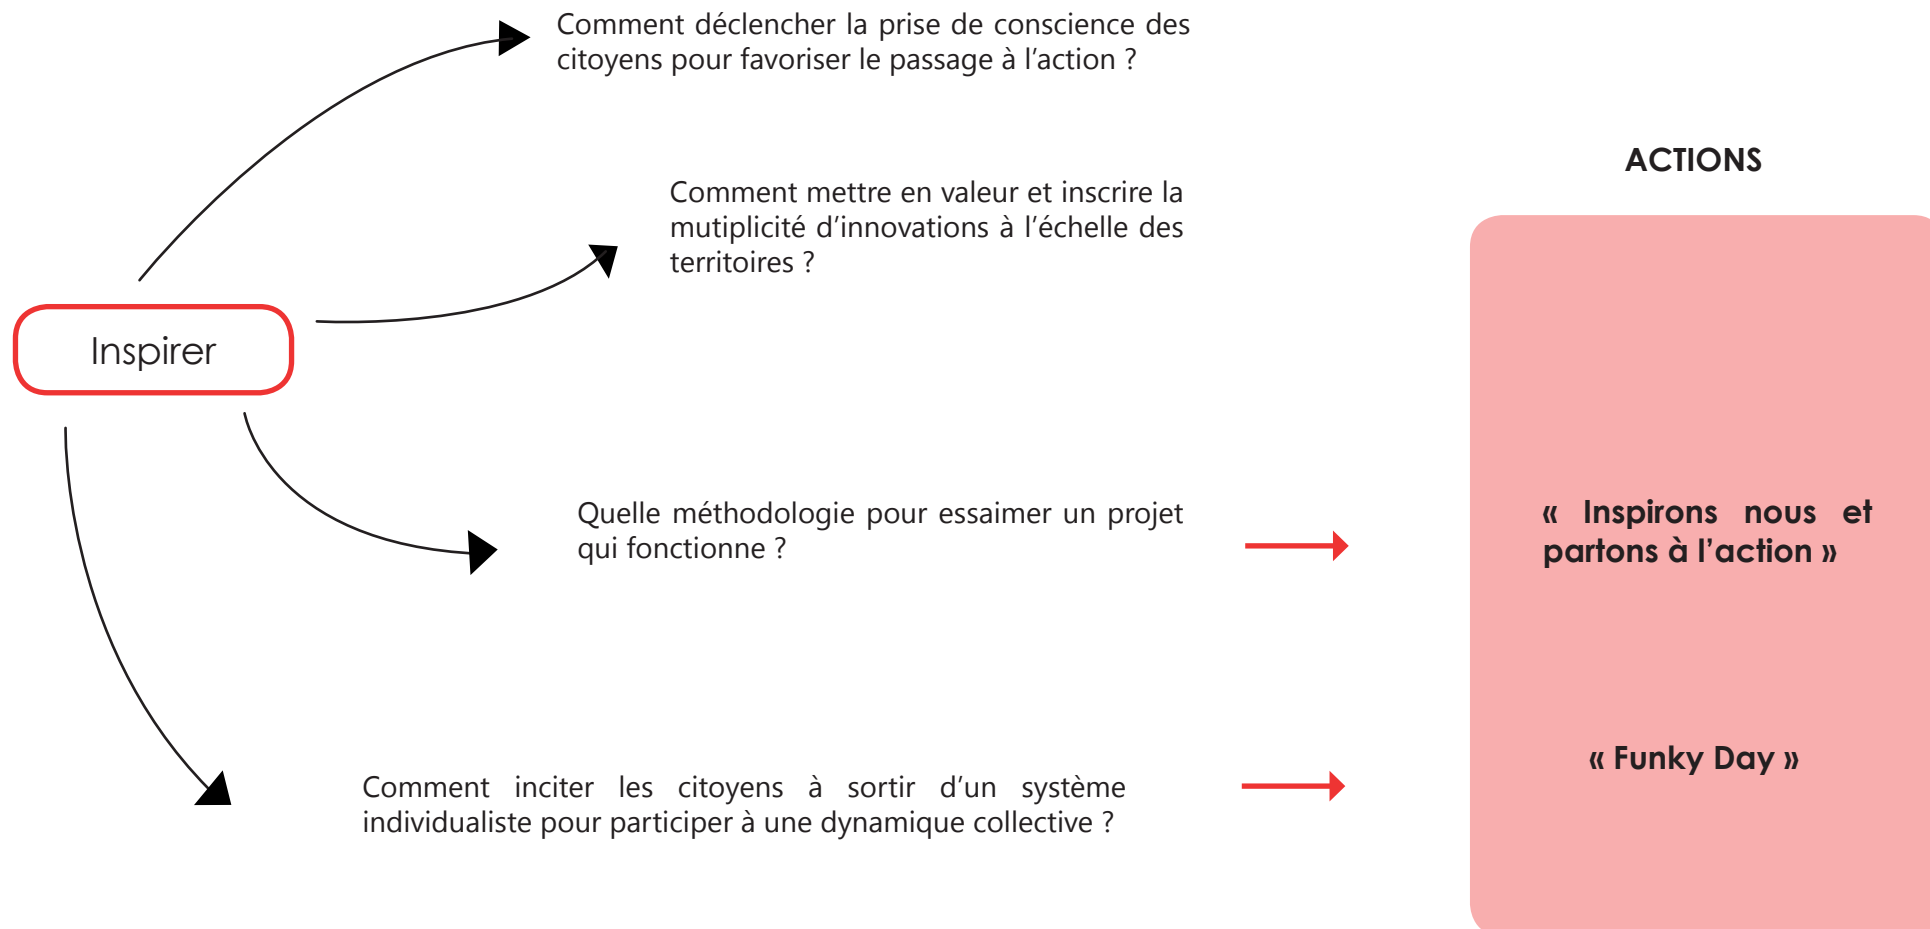 Comment déclencher la prise de conscience des
citoyens pour favoriser le passage à l’action ?
ACTIONS
Comment mettre en valeur et inscrire la
mutiplicité d’innovations à l’échelle des
territoires ?
Inspirer
Quelle méthodologie pour essaimer un projet
qui fonctionne ?
« Inspirons nous et
partons à l’action »
Comment inciter les citoyens à sortir d’un système
individualiste pour participer à une dynamique collective ?
« Funky Day »